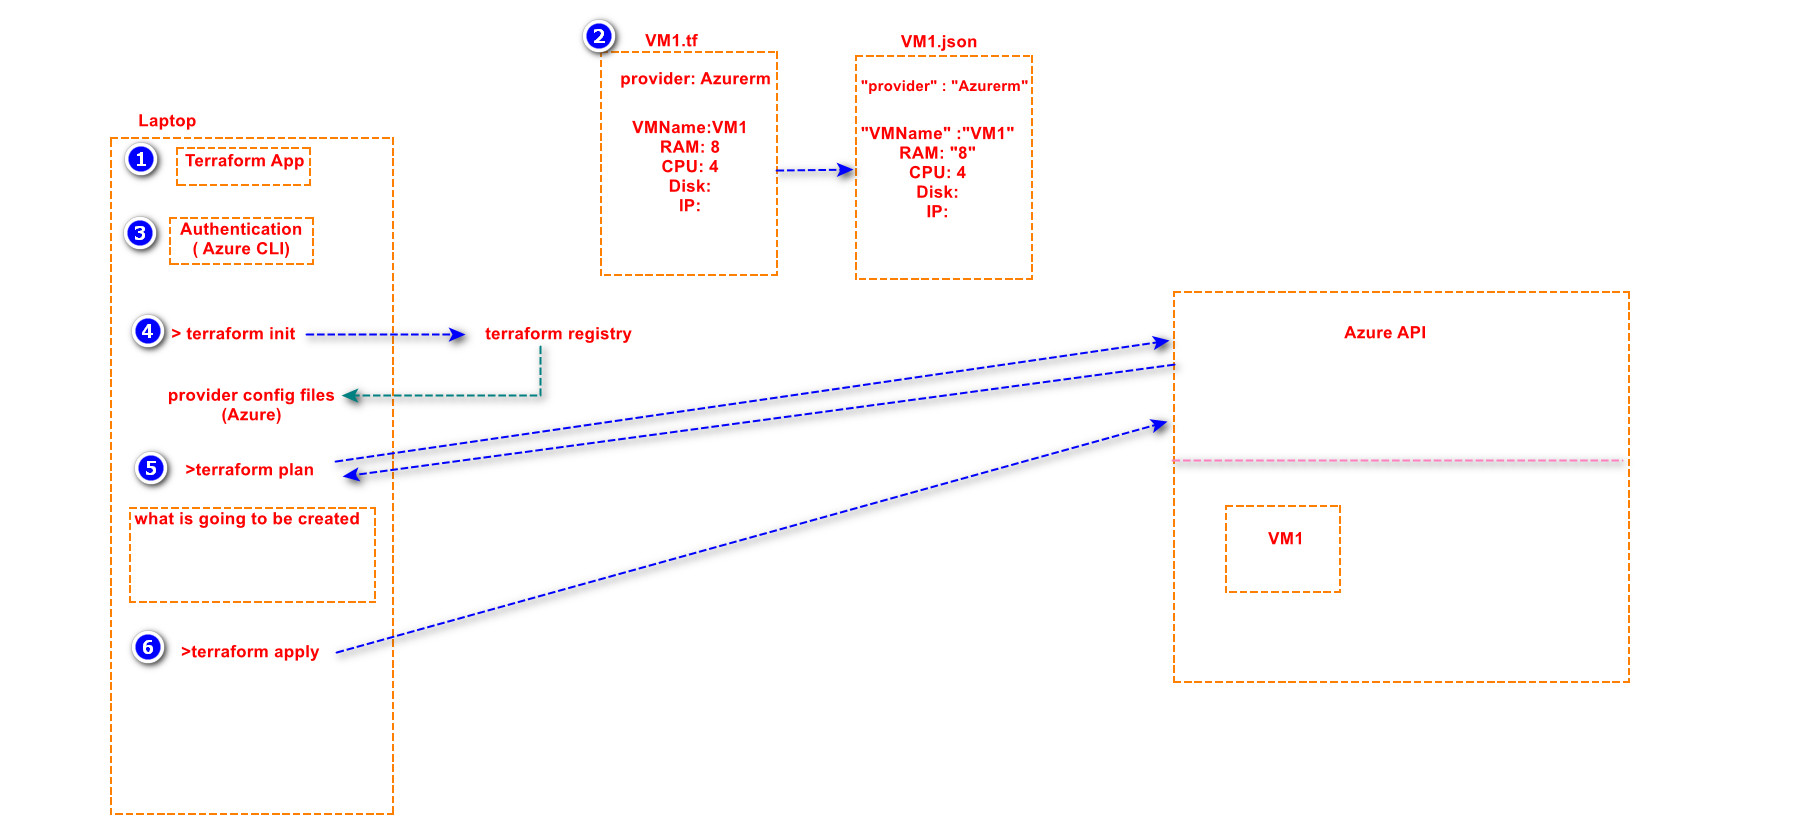 2
VM1.tf
provider: Azurerm
VMName:VM1
RAM: 8
CPU: 4
Disk:
IP:
VM1.json
"provider" : "Azurerm"
"VMName" :"VM1"
RAM: "8"
CPU: 4
Disk:
IP:
Laptop
1
Terraform App
3
Authentication
( Azure CLI)
4
> terraform init
terraform registry
provider config files
(Azure)
5
>terraform plan
what is going to be created
6
>terraform apply
Azure API
VM1